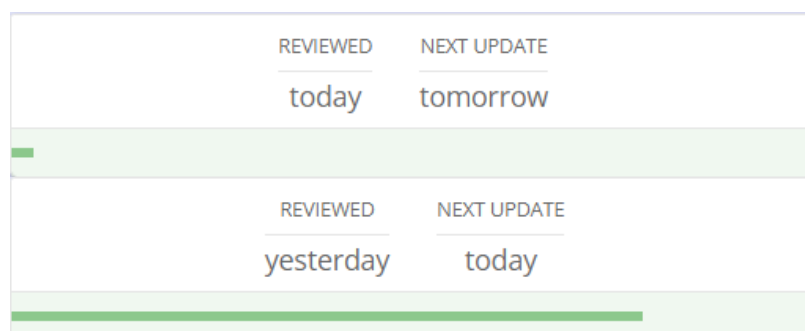 REVIEWED NEXT UPDATE
today tomorrow
REVIEWED NEXT UPDATE
yesterday today